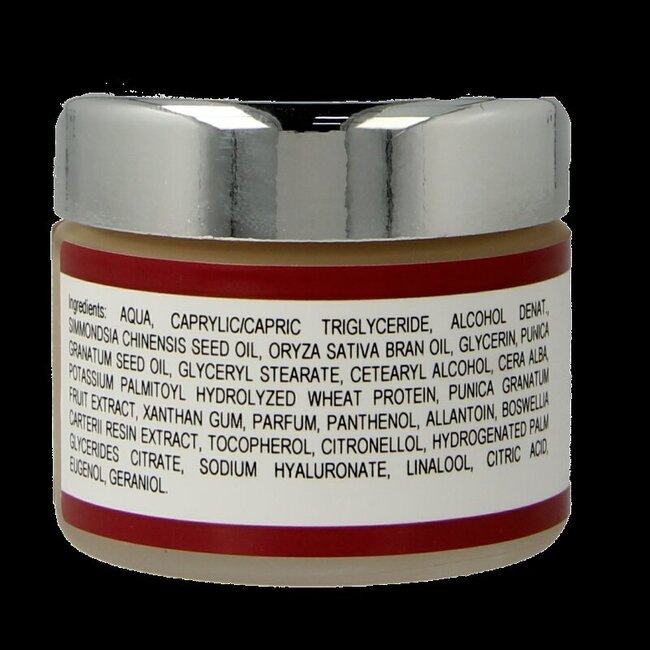 Ingredients: AQUA, CAPRYLIC/CAPRIC TRIGLYCERIDE, ALCOHOL DENAT.,
SIMMONDSIA CHINENSIS SEED OIL, ORYZA SATIVA BRAN OIL, GLYCERIN, PUNICA
GRANATUM SEED OIL, GLYCERYL STEARATE, CETEARYL ALCOHOL, CERA ALBA,
POTASSIUM PALMITOYL HYDROLYZED WHEAT PROTEIN, PUNICA GRANATUM
FRUIT EXTRACT, XANTHAN GUM, PARFUM, PANTHENOL, ALLANTOIN, BOSWELLIA
CARTERII RESIN EXTRACT, TOCOPHEROL, CITRONELLOL, HYDROGENATED PALM
GLYCERIDES CITRATE, SODIUM HYALURONATE, LINALOOL, CITRIC ACID,
EUGENOL, GERANIOL.